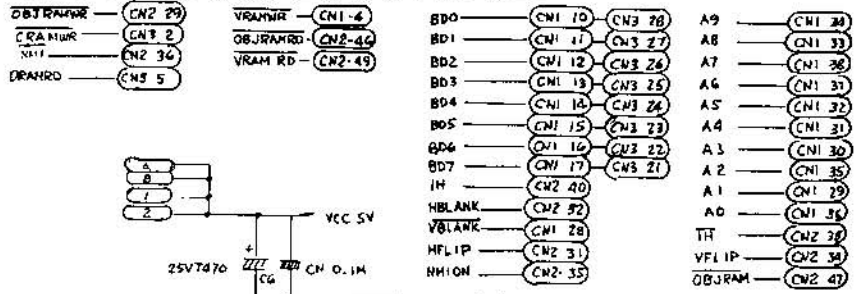 OBJRAMWR CN2 29
CRAMWR CN3 2
NMI CN2 36
DRAMRD CN3 5
VRAMWR CN1-4
OBJRAMRD CN2-46
VRAM RD CN2-49
BD0 CN1 10 CN3 28
BD1 CN1 11 CN3 27
BD2 CN1 12 CN3 26
BD3 CN1 13 CN3 25
BD4 CN1 14 CN3 24
BD5 CN1 15 CN3 23
BD6 CN1 16 CN3 22
BD7 CN1 17 CN3 21
1H CN2 40
HBLANK CN2 32
VBLANK CN1 28
HFLIP CN2 31
NMION CN2-35
A9 CN1 34
A8 CN1 33
A7 CN1 38
A6 CN1 37
A5 CN1 32
A4 CN1 31
A3 CN1 30
A2 CN1 35
A1 CN1 29
A0 CN1 36
1H CN2 38
VFLIP CN2 34
OBJRAM CN2 47
A
B
1
2
VCC 5V
+
25V 470 C6 CN 0.1M